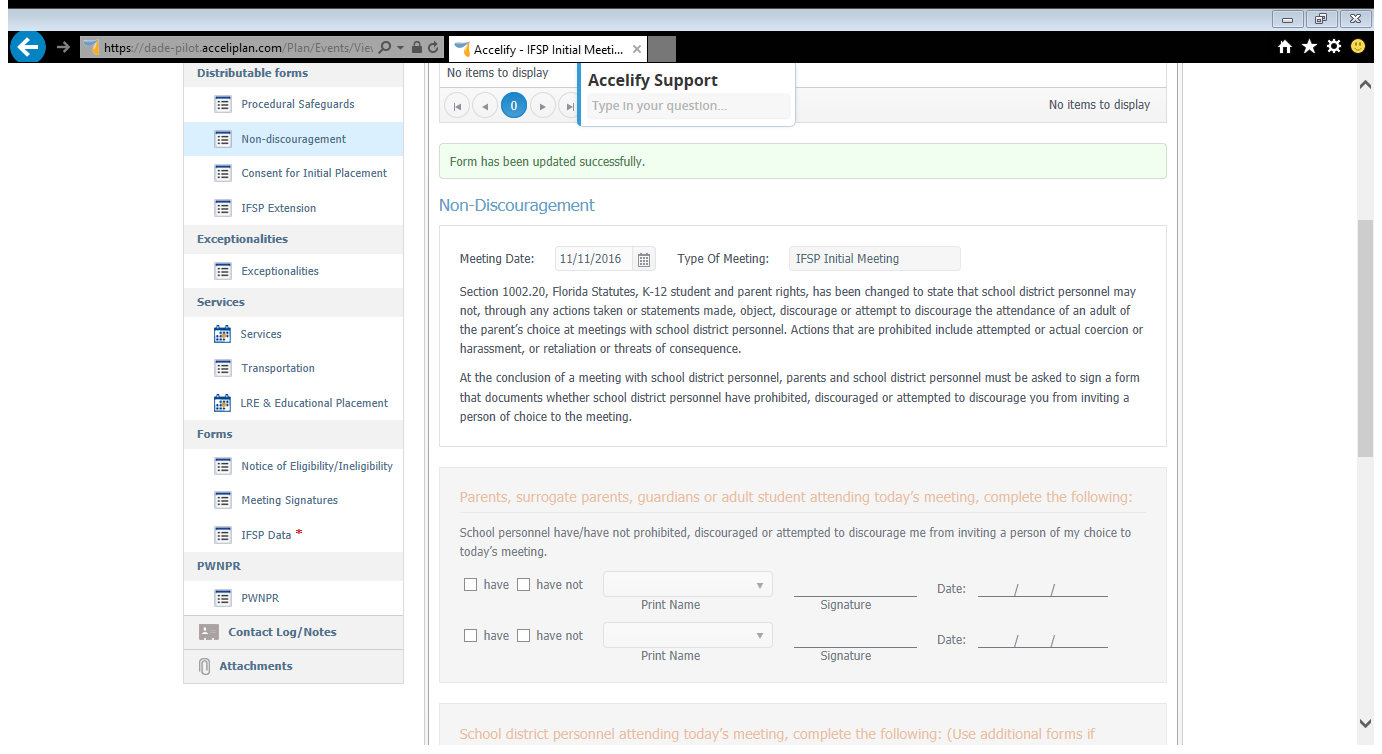 https://dade-pilot.acceliplan.com/Plan/Events/Viev
Accelify - IFSP Initial Meeti...
Distributable forms
Procedural Safeguards
Non-discouragement
Consent for Initial Placement
IFSP Extension
Exceptionalities
Exceptionalities
Services
Services
Transportation
LRE & Educational Placement
Forms
Notice of Eligibility/Ineligibility
Meeting Signatures
IFSP Data *
PWNPR
PWNPR
Contact Log/Notes
Attachments
No items to display
Accelify Support
Type in your question...
0
No items to display
Form has been updated successfully.
Non-Discouragement
Meeting Date: 11/11/2016 Type Of Meeting: IFSP Initial Meeting
Section 1002.20, Florida Statutes, K-12 student and parent rights, has been changed to state that school district personnel may
not, through any actions taken or statements made, object, discourage or attempt to discourage the attendance of an adult of
the parent's choice at meetings with school district personnel. Actions that are prohibited include attempted or actual coercion or
harassment, or retaliation or threats of consequence.
At the conclusion of a meeting with school district personnel, parents and school district personnel must be asked to sign a form
that documents whether school district personnel have prohibited, discouraged or attempted to discourage you from inviting a
person of choice to the meeting.
Parents, surrogate parents, guardians or adult student attending today's meeting, complete the following:
School personnel have/have not prohibited, discouraged or attempted to discourage me from inviting a person of my choice to
today's meeting.
have have not Date: / /
Print Name Signature
have have not Date: / /
Print Name Signature
School district personnel attending today's meeting, complete the following: (Use additional forms if